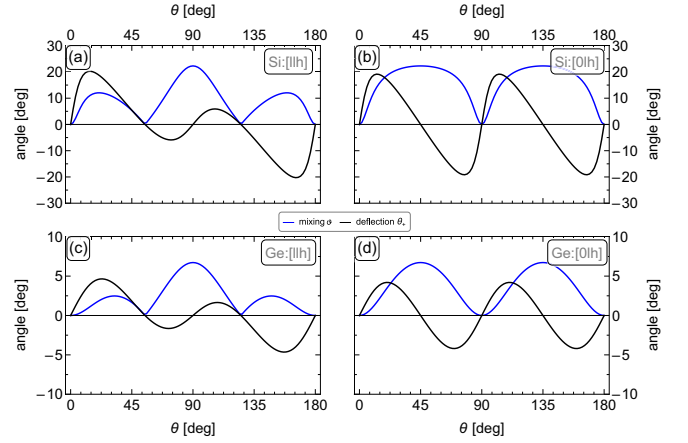 θ [deg]
θ [deg]
0 45 90 135 180
0 45 90 135 180
(a) Si:[llh]
(b) Si:[0lh]
angle [deg]
30
20
10
0
−10
−20
−30
30
20
10
0
−10
−20
−30
angle [deg]
mixing ϑ deflection θ₊
(c) Ge:[llh]
(d) Ge:[0lh]
angle [deg]
10
5
0
−5
−10
10
5
0
−5
−10
angle [deg]
0 45 90 135 180
0 45 90 135 180
θ [deg]
θ [deg]